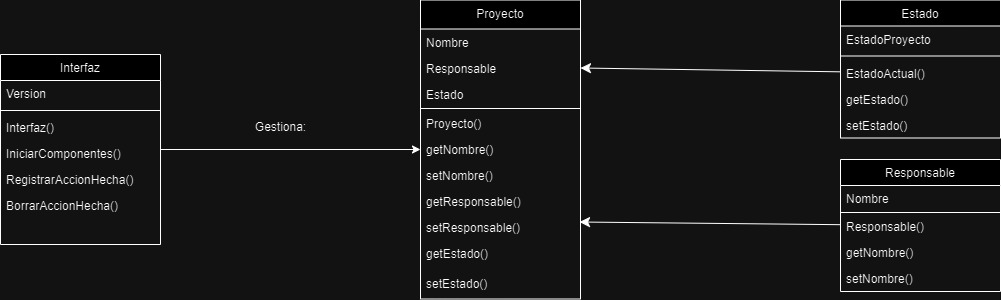 Interfaz
Version
Interfaz()
IniciarComponentes()
RegistrarAccionHecha()
BorrarAccionHecha()
Gestiona:
Proyecto
Nombre
Responsable
Estado
Proyecto()
getNombre()
setNombre()
getResponsable()
setResponsable()
getEstado()
setEstado()
Estado
EstadoProyecto
EstadoActual()
getEstado()
setEstado()
Responsable
Nombre
Responsable()
getNombre()
setNombre()